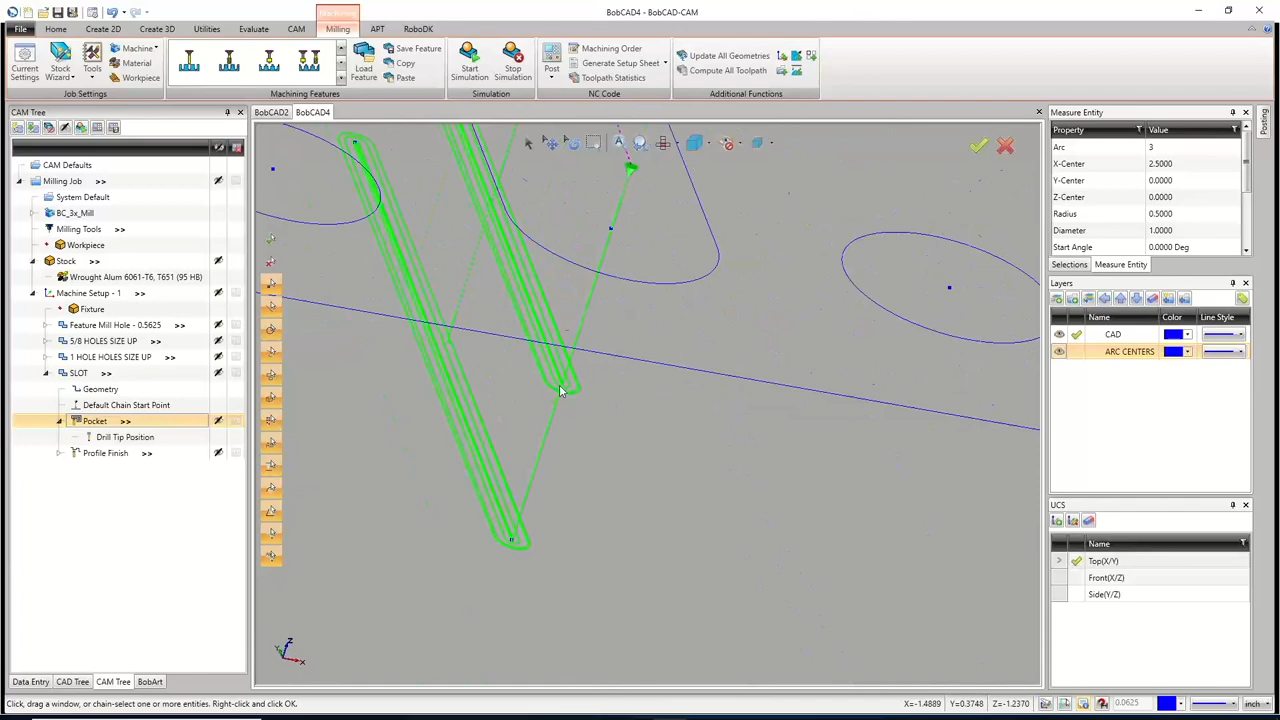 BobCAD4 - BobCAD-CAM
Machining
File Home Create 2D Create 3D Utilities Evaluate CAM Milling APT RoboDK
Current Settings
Stock Wizard
Tools
Machine
Material
Workpiece
Job Settings
Load Feature
Save Feature
Copy
Paste
Machining Features
Start Simulation
Stop Simulation
Simulation
Post
Machining Order
Generate Setup Sheet
Toolpath Statistics
NC Code
Update All Geometries
Compute All Toolpath
Additional Functions
CAM Tree
BobCAD2 BobCAD4
CAM Defaults
Milling Job >>
System Default
BC_3x_Mill
Milling Tools >>
Workpiece
Stock >>
Wrought Alum 6061-T6, T651 (95 HB)
Machine Setup - 1 >>
Fixture
Feature Mill Hole - 0.5625 >>
5/8 HOLES SIZE UP >>
1 HOLE HOLES SIZE UP >>
SLOT >>
Geometry
Default Chain Start Point
Pocket >>
Drill Tip Position
Profile Finish >>
Data Entry CAD Tree CAM Tree BobArt
Z
Y
X
Measure Entity
Property Value
Arc 3
X-Center 2.5000
Y-Center 0.0000
Z-Center 0.0000
Radius 0.5000
Diameter 1.0000
Start Angle 0.0000 Deg
Selections Measure Entity
Layers
Name Color Line Style
CAD
ARC CENTERS
UCS
Name
Top(X/Y)
Front(X/Z)
Side(Y/Z)
Posting
Click, drag a window, or chain-select one or more entities. Right-click and click OK.
X=-1.4889 Y=0.3748 Z=-1.2370
0.0625
inch